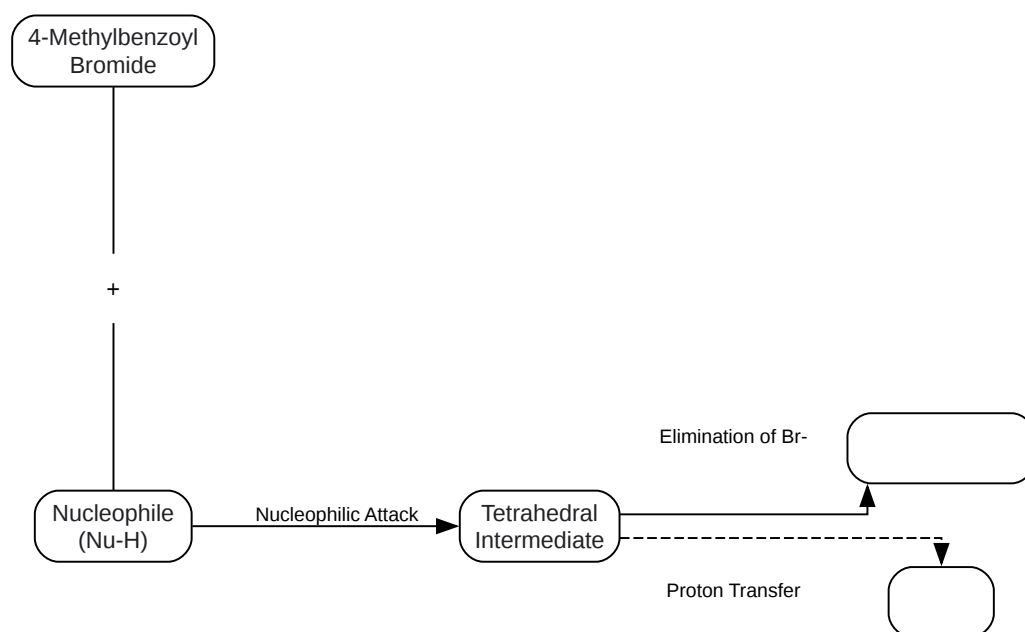 4-Methylbenzoyl
Bromide
+
Nucleophile
(Nu-H)
Nucleophilic Attack
Tetrahedral
Intermediate
Elimination of Br-
Proton Transfer